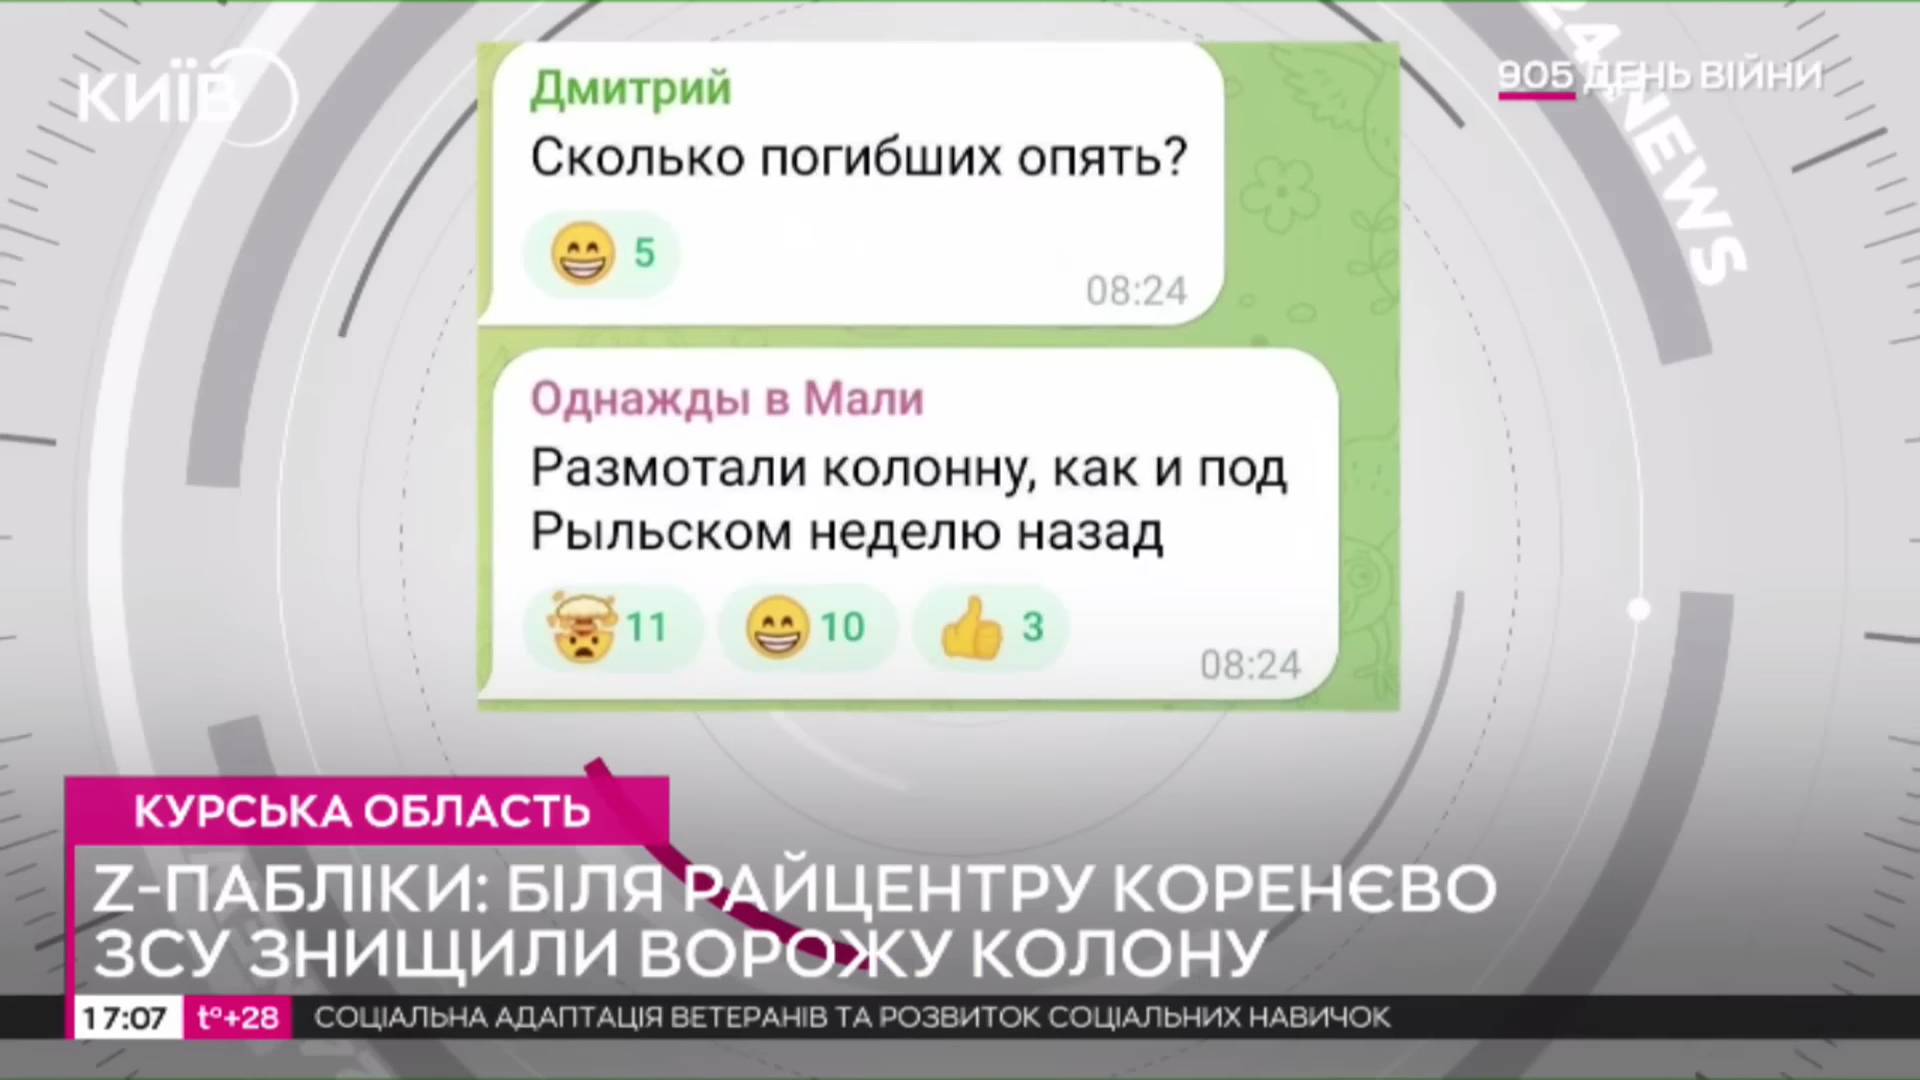 КИЇВ
905 ДЕНЬ ВІЙНИ
24 NEWS
Дмитрий
Сколько погибших опять?
5
08:24
Однажды в Мали
Размотали колонну, как и под
Рыльском неделю назад
11 10 3
08:24
КУРСЬКА ОБЛАСТЬ
Z-ПАБЛІКИ: БІЛЯ РАЙЦЕНТРУ КОРЕНЄВО
ЗСУ ЗНИЩИЛИ ВОРОЖУ КОЛОНУ
17:07 t°+28 СОЦІАЛЬНА АДАПТАЦІЯ ВЕТЕРАНІВ ТА РОЗВИТОК СОЦІАЛЬНИХ НАВИЧОК